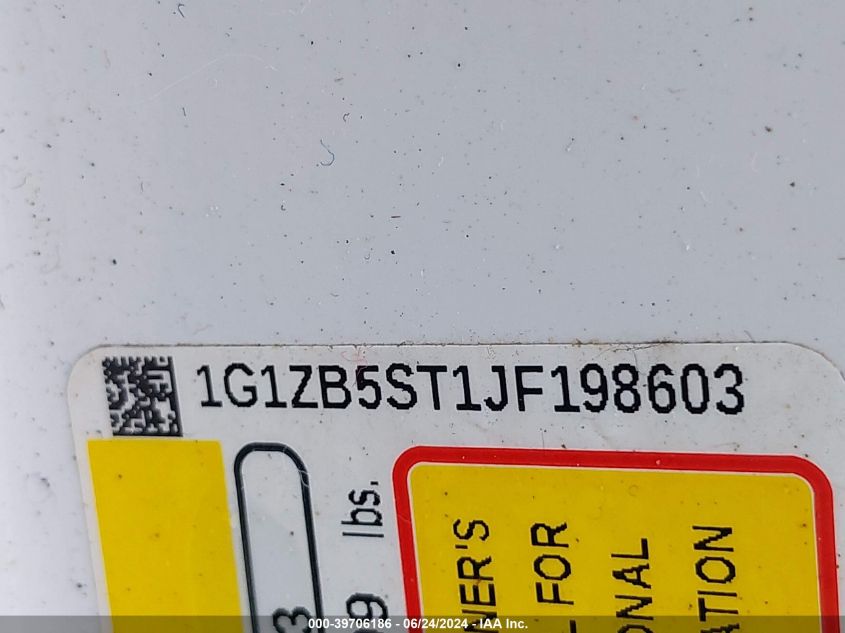 1G1ZB5ST1JF198603
lbs.
NER'S
FOR
ONAL
ATION
000-39706186 - 06/24/2024 - IAA Inc.